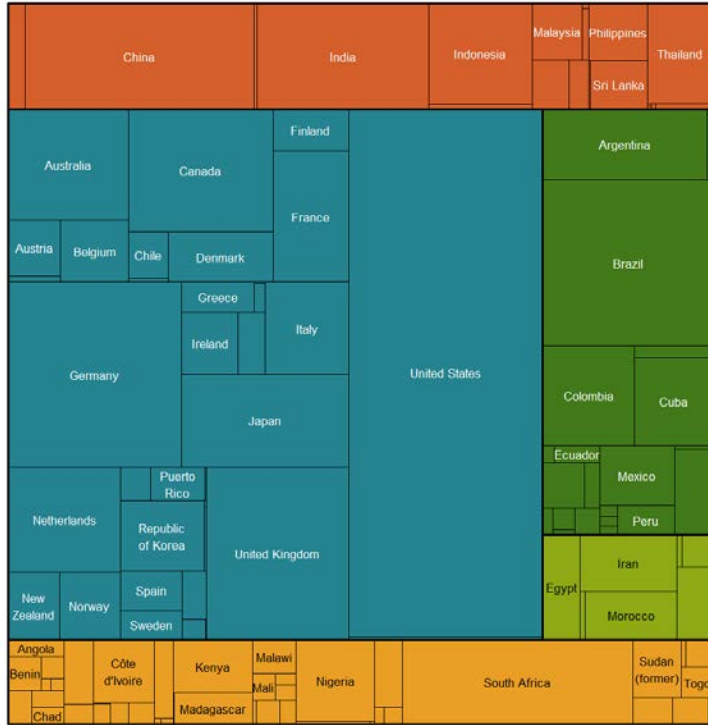 China
India
Indonesia
Malaysia
Philippines
Thailand
Sri Lanka
Australia
Canada
Finland
France
Austria
Belgium
Chile
Denmark
Germany
Greece
Ireland
Italy
Japan
United States
Netherlands
Puerto
Rico
Republic
of Korea
United Kingdom
New
Zealand
Norway
Spain
Sweden
Argentina
Brazil
Colombia
Cuba
Ecuador
Mexico
Peru
Egypt
Iran
Morocco
Angola
Benin
Chad
Côte
d'Ivoire
Kenya
Madagascar
Malawi
Mali
Nigeria
South Africa
Sudan
(former)
Togo